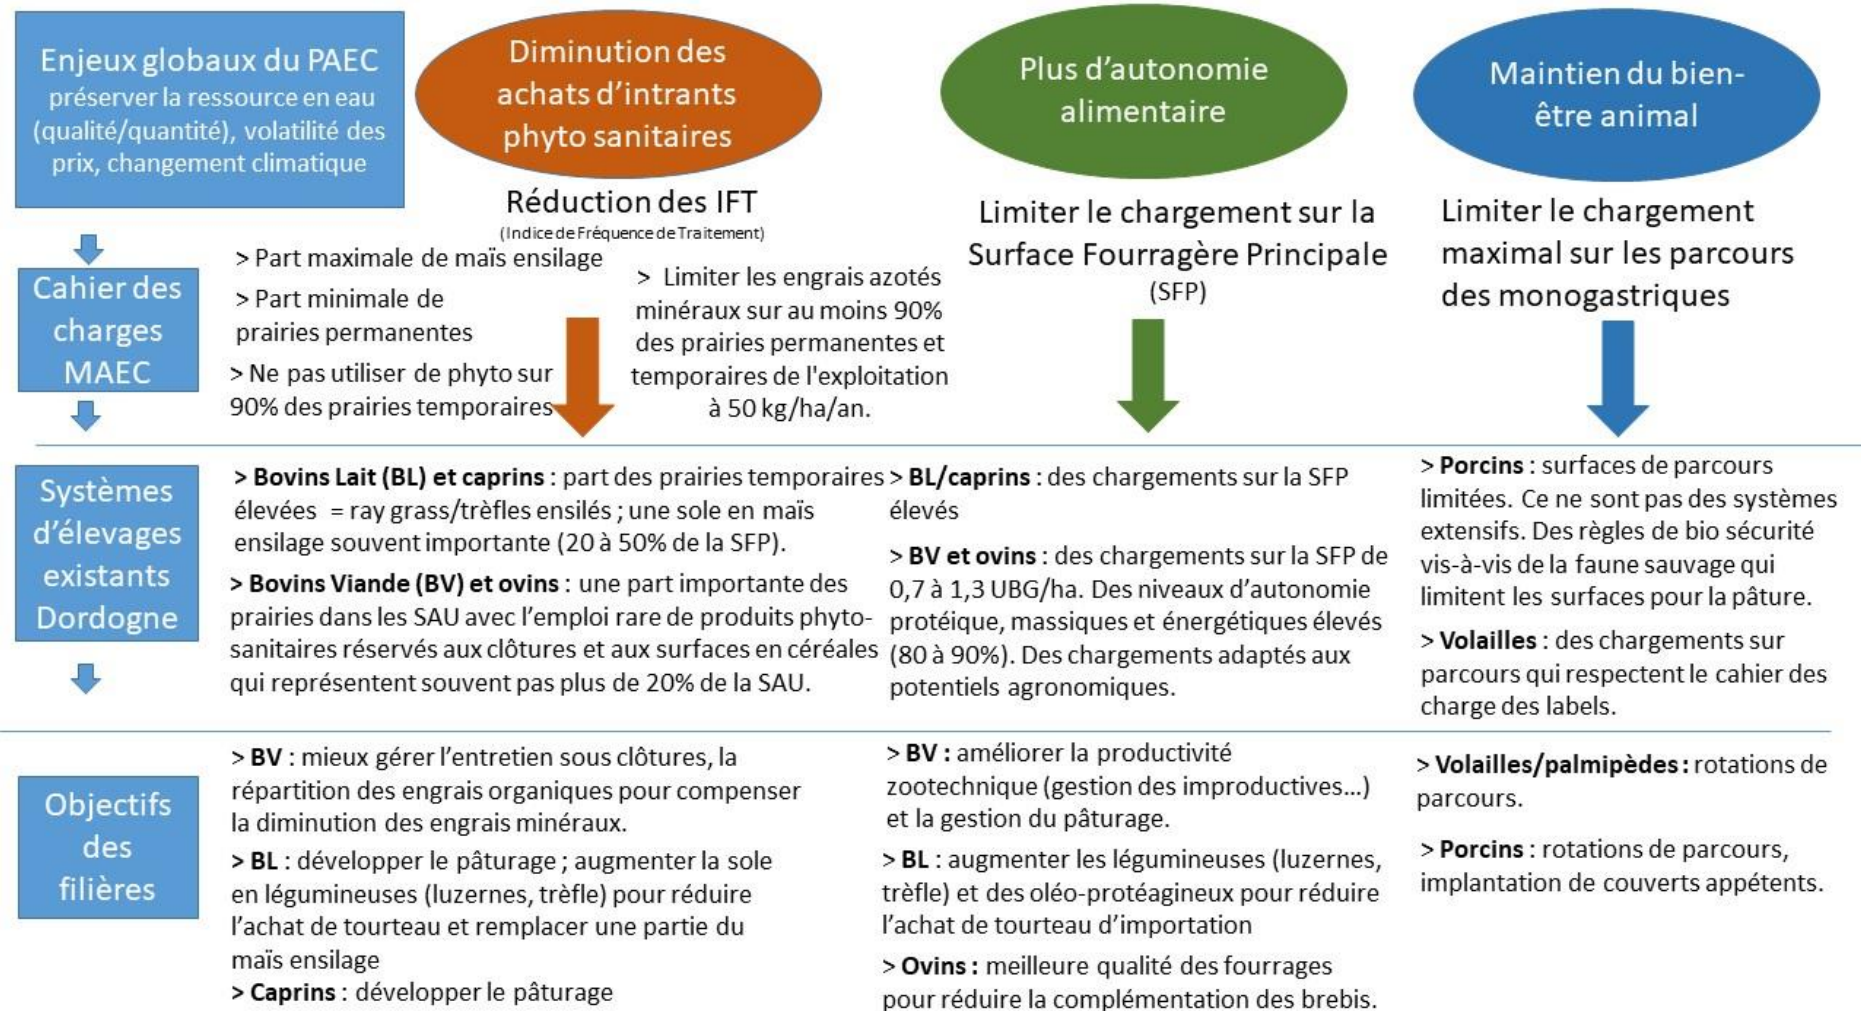 Enjeux globaux du PAEC
préserver la ressource en eau
(qualité/quantité), volatilité des
prix, changement climatique
Diminution des
achats d'intrants
phyto sanitaires
Plus d'autonomie
alimentaire
Maintien du bien-
être animal
Réduction des IFT
(Indice de Fréquence de Traitement)
Limiter le chargement sur la
Surface Fourragère Principale
(SFP)
Limiter le chargement
maximal sur les parcours
des monogastriques
Cahier des
charges
MAEC
> Part maximale de maïs ensilage
> Part minimale de
prairies permanentes
> Ne pas utiliser de phyto sur
90% des prairies temporaires
> Limiter les engrais azotés
minéraux sur au moins 90%
des prairies permanentes et
temporaires de l'exploitation
à 50 kg/ha/an.
Systèmes
d'élevages
existants
Dordogne
> Bovins Lait (BL) et caprins : part des prairies temporaires
élevées = ray grass/trèfles ensilés ; une sole en maïs
ensilage souvent importante (20 à 50% de la SFP).
> Bovins Viande (BV) et ovins : une part importante des
prairies dans les SAU avec l'emploi rare de produits phyto-
sanitaires réservés aux clôtures et aux surfaces en céréales
qui représentent souvent pas plus de 20% de la SAU.
> BL/caprins : des chargements sur la SFP
élevés
> BV et ovins : des chargements sur la SFP de
0,7 à 1,3 UBG/ha. Des niveaux d'autonomie
protéique, massiques et énergétiques élevés
(80 à 90%). Des chargements adaptés aux
potentiels agronomiques.
> Porcins : surfaces de parcours
limitées. Ce ne sont pas des systèmes
extensifs. Des règles de bio sécurité
vis-à-vis de la faune sauvage qui
limitent les surfaces pour la pâture.
> Volailles : des chargements sur
parcours qui respectent le cahier des
charge des labels.
Objectifs
des
filières
> BV : mieux gérer l'entretien sous clôtures, la
répartition des engrais organiques pour compenser
la diminution des engrais minéraux.
> BL : développer le pâturage ; augmenter la sole
en légumineuses (luzernes, trèfle) pour réduire
l'achat de tourteau et remplacer une partie du
maïs ensilage
> Caprins : développer le pâturage
> BV : améliorer la productivité
zootechnique (gestion des improductives…)
et la gestion du pâturage.
> BL : augmenter les légumineuses (luzernes,
trèfle) et des oléo-protéagineux pour réduire
l'achat de tourteau d'importation
> Ovins : meilleure qualité des fourrages
pour réduire la complémentation des brebis.
> Volailles/palmipèdes : rotations de
parcours.
> Porcins : rotations de parcours,
implantation de couverts appétents.